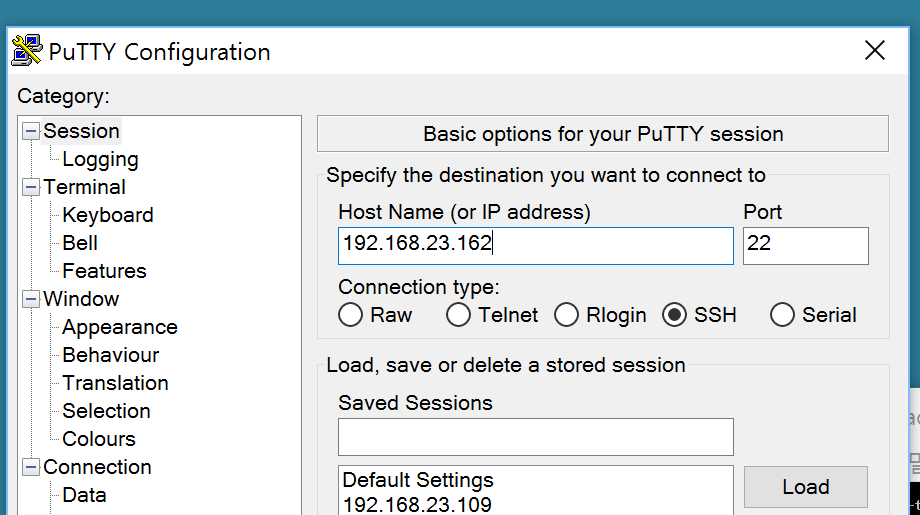 PuTTY Configuration
Category:
Session
Logging
Terminal
Keyboard
Bell
Features
Window
Appearance
Behaviour
Translation
Selection
Colours
Connection
Data
Basic options for your PuTTY session
Specify the destination you want to connect to
Host Name (or IP address) Port
192.168.23.162 22
Connection type:
Raw Telnet Rlogin SSH Serial
Load, save or delete a stored session
Saved Sessions
Default Settings
192.168.23.109
Load